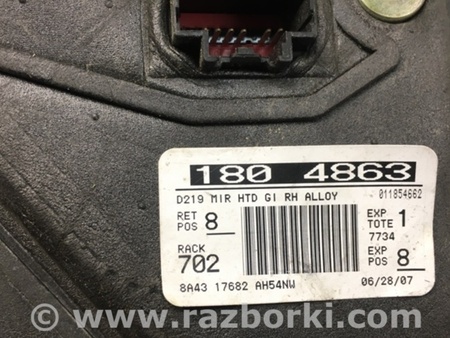 180 4863
D219 MIR HTD GI RH ALLOY 011854662
RET POS 8
EXP TOTE 1
7734
RACK 702
EXP POS 8
8A43 17682 AH54NW 06/28/07
www.razborki.com